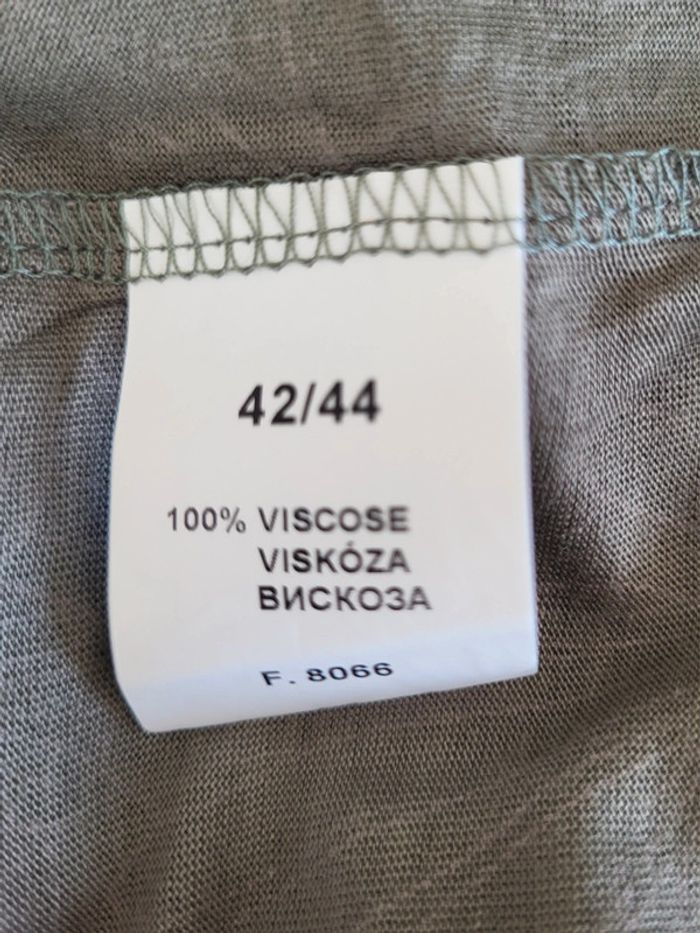 42/44
100% VISCOSE
VISKÓZA
ВИСКОЗА
F. 8066